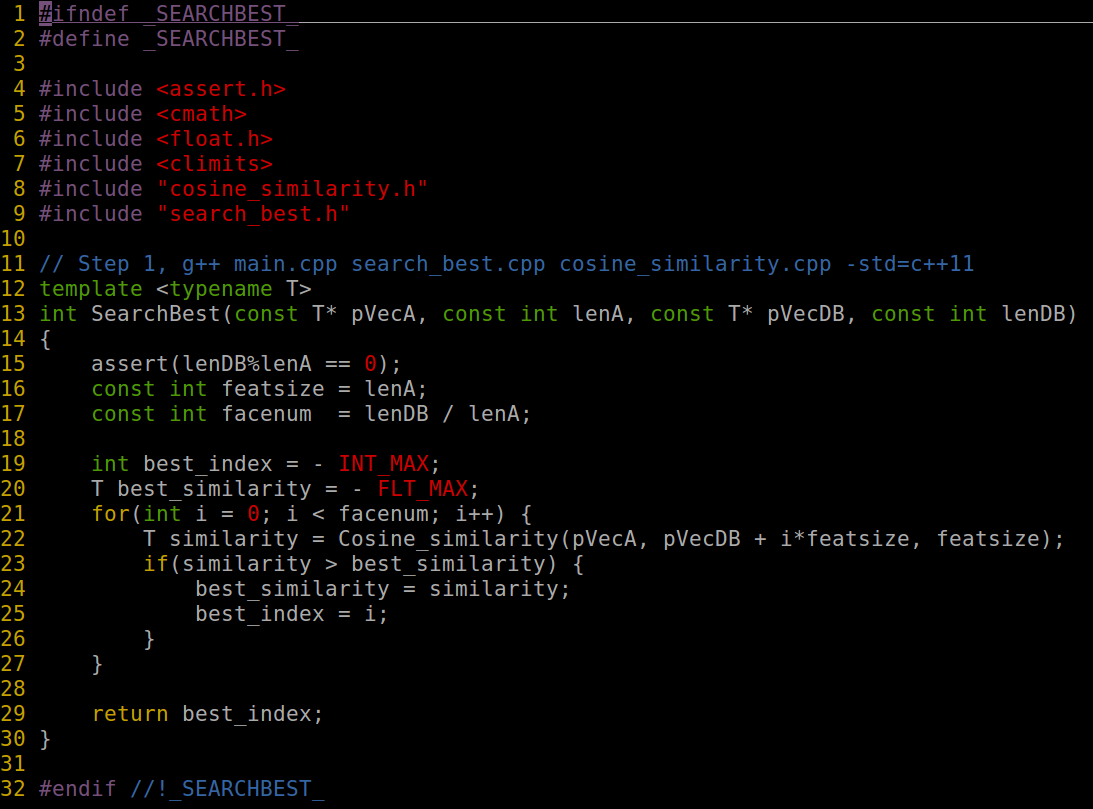 1 #ifndef _SEARCHBEST_
2 #define _SEARCHBEST_
3
4 #include <assert.h>
5 #include <cmath>
6 #include <float.h>
7 #include <climits>
8 #include "cosine_similarity.h"
9 #include "search_best.h"
10
11 // Step 1, g++ main.cpp search_best.cpp cosine_similarity.cpp -std=c++11
12 template <typename T>
13 int SearchBest(const T* pVecA, const int lenA, const T* pVecDB, const int lenDB)
14 {
15     assert(lenDB%lenA == 0);
16     const int featsize = lenA;
17     const int facenum  = lenDB / lenA;
18
19     int best_index = - INT_MAX;
20     T best_similarity = - FLT_MAX;
21     for(int i = 0; i < facenum; i++) {
22         T similarity = Cosine_similarity(pVecA, pVecDB + i*featsize, featsize);
23         if(similarity > best_similarity) {
24             best_similarity = similarity;
25             best_index = i;
26         }
27     }
28
29     return best_index;
30 }
31
32 #endif //!_SEARCHBEST_